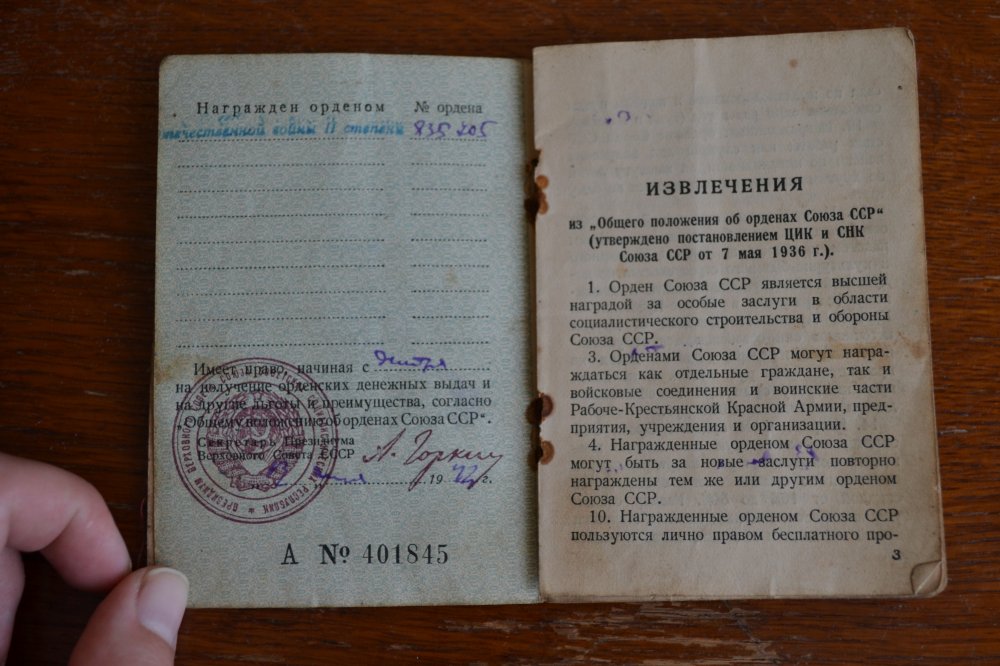 Награжден орденом № ордена
отечественной войны II степени 835205
Имеет право, начиная с
на получение орденских денежных выдач и
на другие льготы и преимущества, согласно
„Общему положению об орденах Союза ССР“.
Секретарь Президиума
Верховного Совета СССР А. Горкин
19 г.
А № 401845
ИЗВЛЕЧЕНИЯ
из „Общего положения об орденах Союза ССР“
(утверждено постановлением ЦИК и СНК
Союза ССР от 7 мая 1936 г.).
1. Орден Союза ССР является высшей
наградой за особые заслуги в области
социалистического строительства и обороны
Союза ССР.
3. Орденами Союза ССР могут награ-
ждаться как отдельные граждане, так и
войсковые соединения и воинские части
Рабоче-Крестьянской Красной Армии, пред-
приятия, учреждения и организации.
4. Награжденные орденом Союза ССР
могут быть за новые заслуги повторно
награждены тем же или другим орденом
Союза ССР.
10. Награжденные орденом Союза ССР
пользуются лично правом бесплатного про-
3